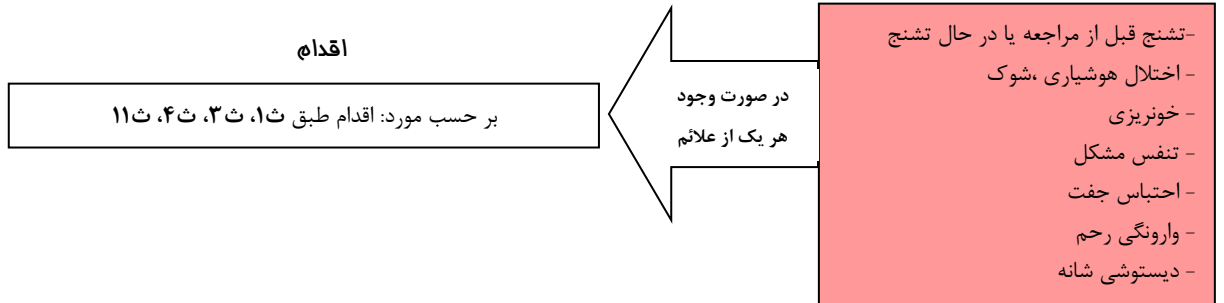 -تشنج قبل از مراجعه یا در حال تشنج
- اختلال هوشیاری ،شوک
- خونریزی
- تنفس مشکل
- احتباس جفت
- وارونگی رحم
- دیستوشی شانه
در صورت وجود
هر یک از علائم
اقدام
بر حسب مورد: اقدام طبق ث۱، ث۳، ث۴، ث۱۱